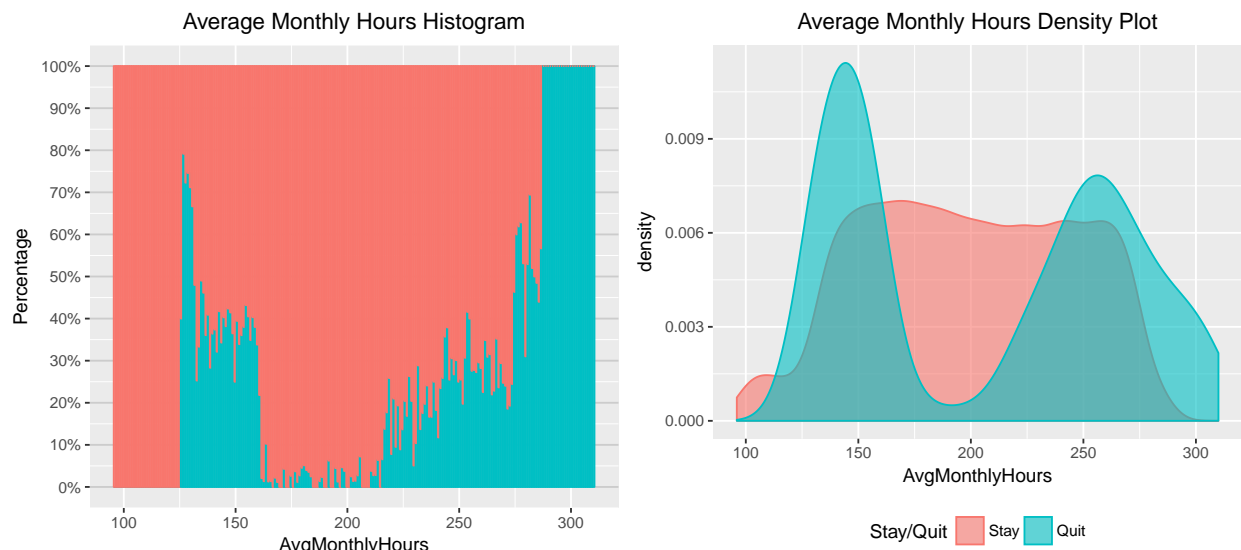 Average Monthly Hours Histogram
100%
90%
80%
70%
60%
50%
40%
30%
20%
10%
0%
Percentage
100
150
200
250
300
AvgMonthlyHours
Average Monthly Hours Density Plot
0.009
0.006
0.003
0.000
density
100
150
200
250
300
AvgMonthlyHours
Stay/Quit
Stay
Quit